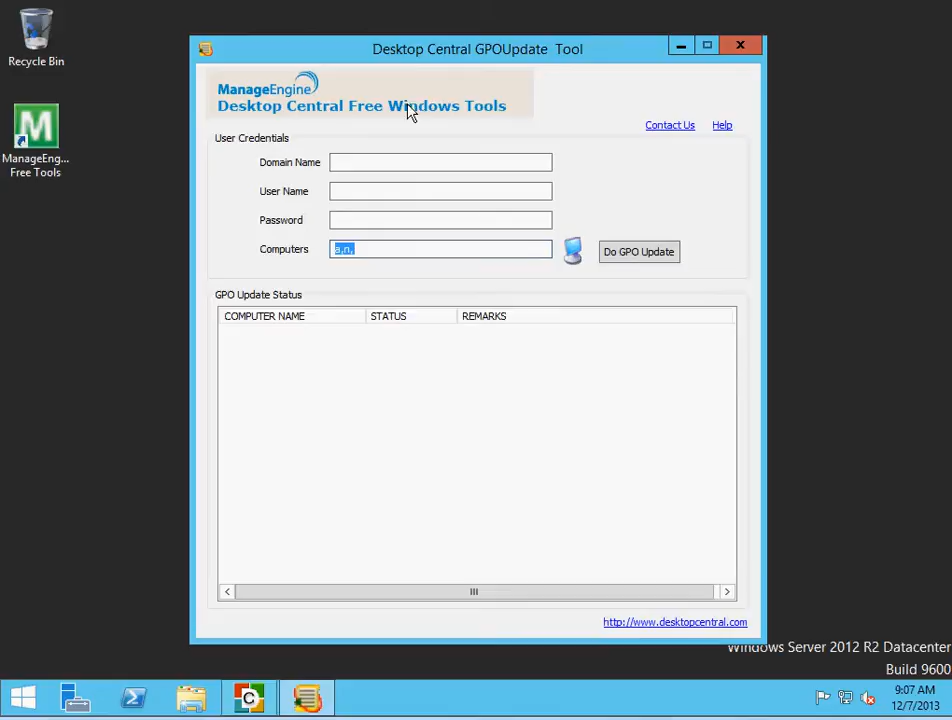 Recycle Bin
ManageEng...
Free Tools
Desktop Central GPOUpdate Tool
ManageEngine
Desktop Central Free Windows Tools
Contact Us Help
User Credentials
Domain Name
User Name
Password
Computers a,n, Do GPO Update
GPO Update Status
COMPUTER NAME STATUS REMARKS
http://www.desktopcentral.com
Windows Server 2012 R2 Datacenter
Build 9600
9:07 AM
12/7/2013